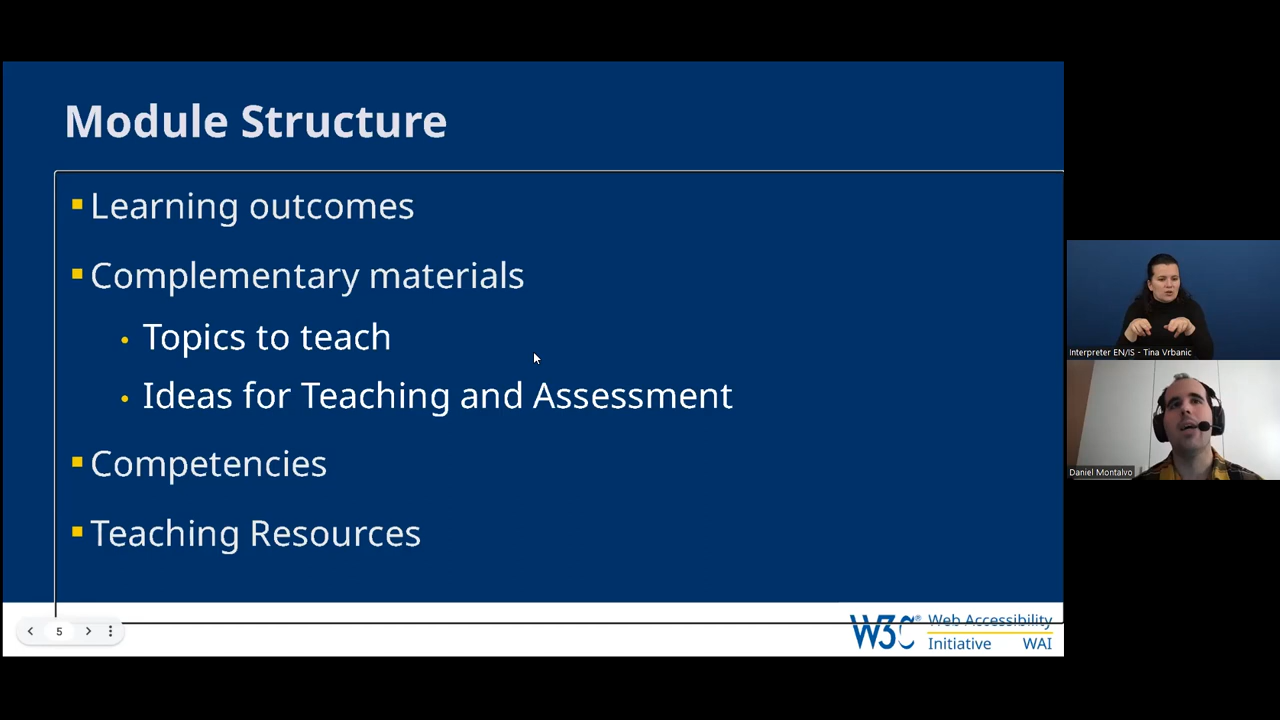 Module Structure
Learning outcomes
Complementary materials
Topics to teach
Ideas for Teaching and Assessment
Competencies
Teaching Resources
5
W3C® Web Accessibility
Initiative WAI
Interpreter EN/IS - Tina Vrbanic
Daniel Montalvo